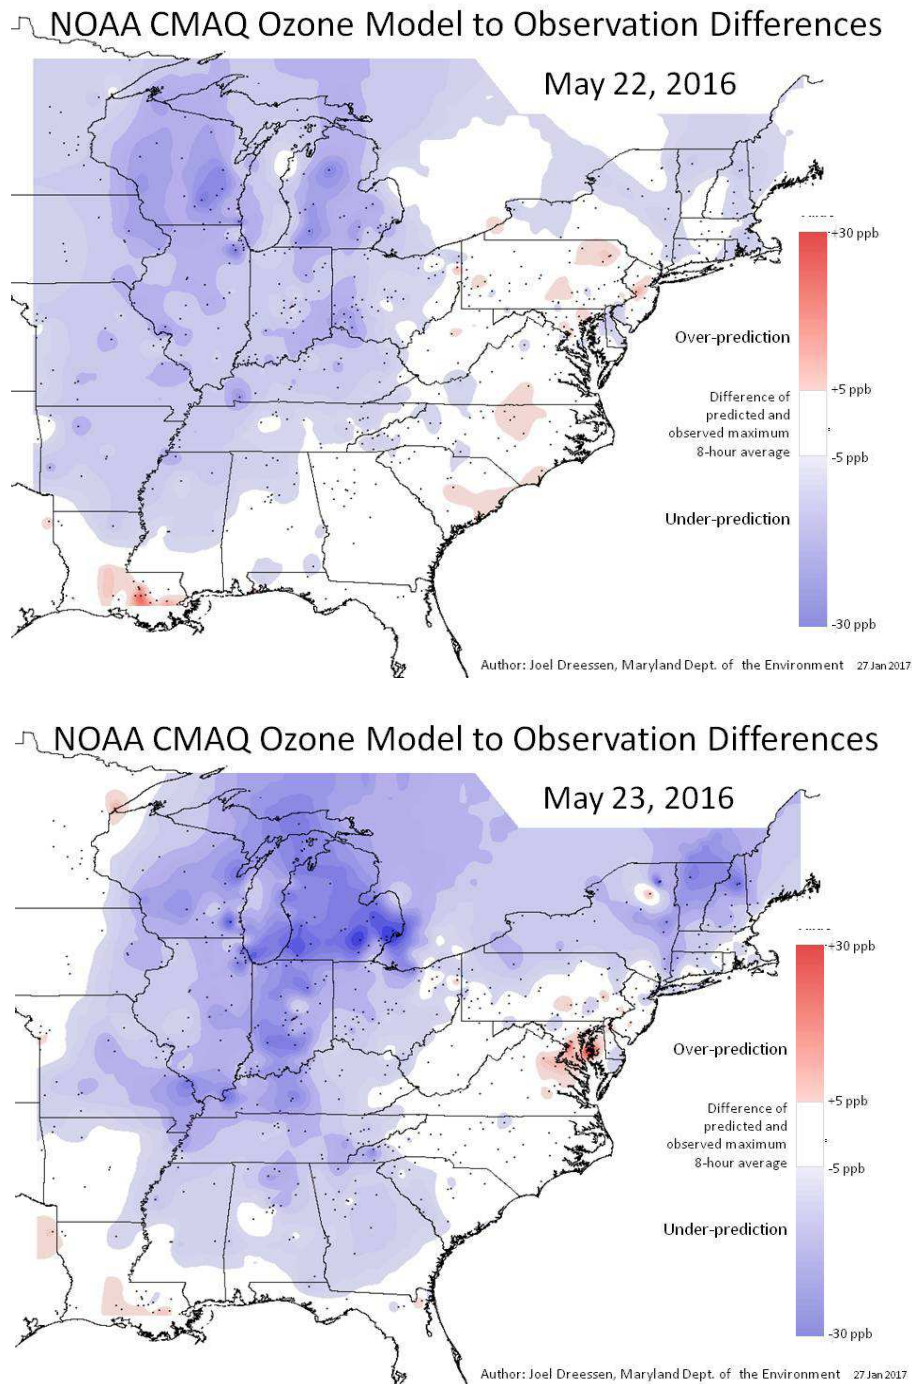 NOAA CMAQ Ozone Model to Observation Differences
May 22, 2016
+30 ppb
Over-prediction
+5 ppb
Difference of
predicted and
observed maximum
8-hour average
-5 ppb
Under-prediction
-30 ppb
Author: Joel Dreessen, Maryland Dept. of the Environment 27 Jan 2017
NOAA CMAQ Ozone Model to Observation Differences
May 23, 2016
+30 ppb
Over-prediction
+5 ppb
Difference of
predicted and
observed maximum
8-hour average
-5 ppb
Under-prediction
-30 ppb
Author: Joel Dreessen, Maryland Dept. of the Environment 27 Jan 2017